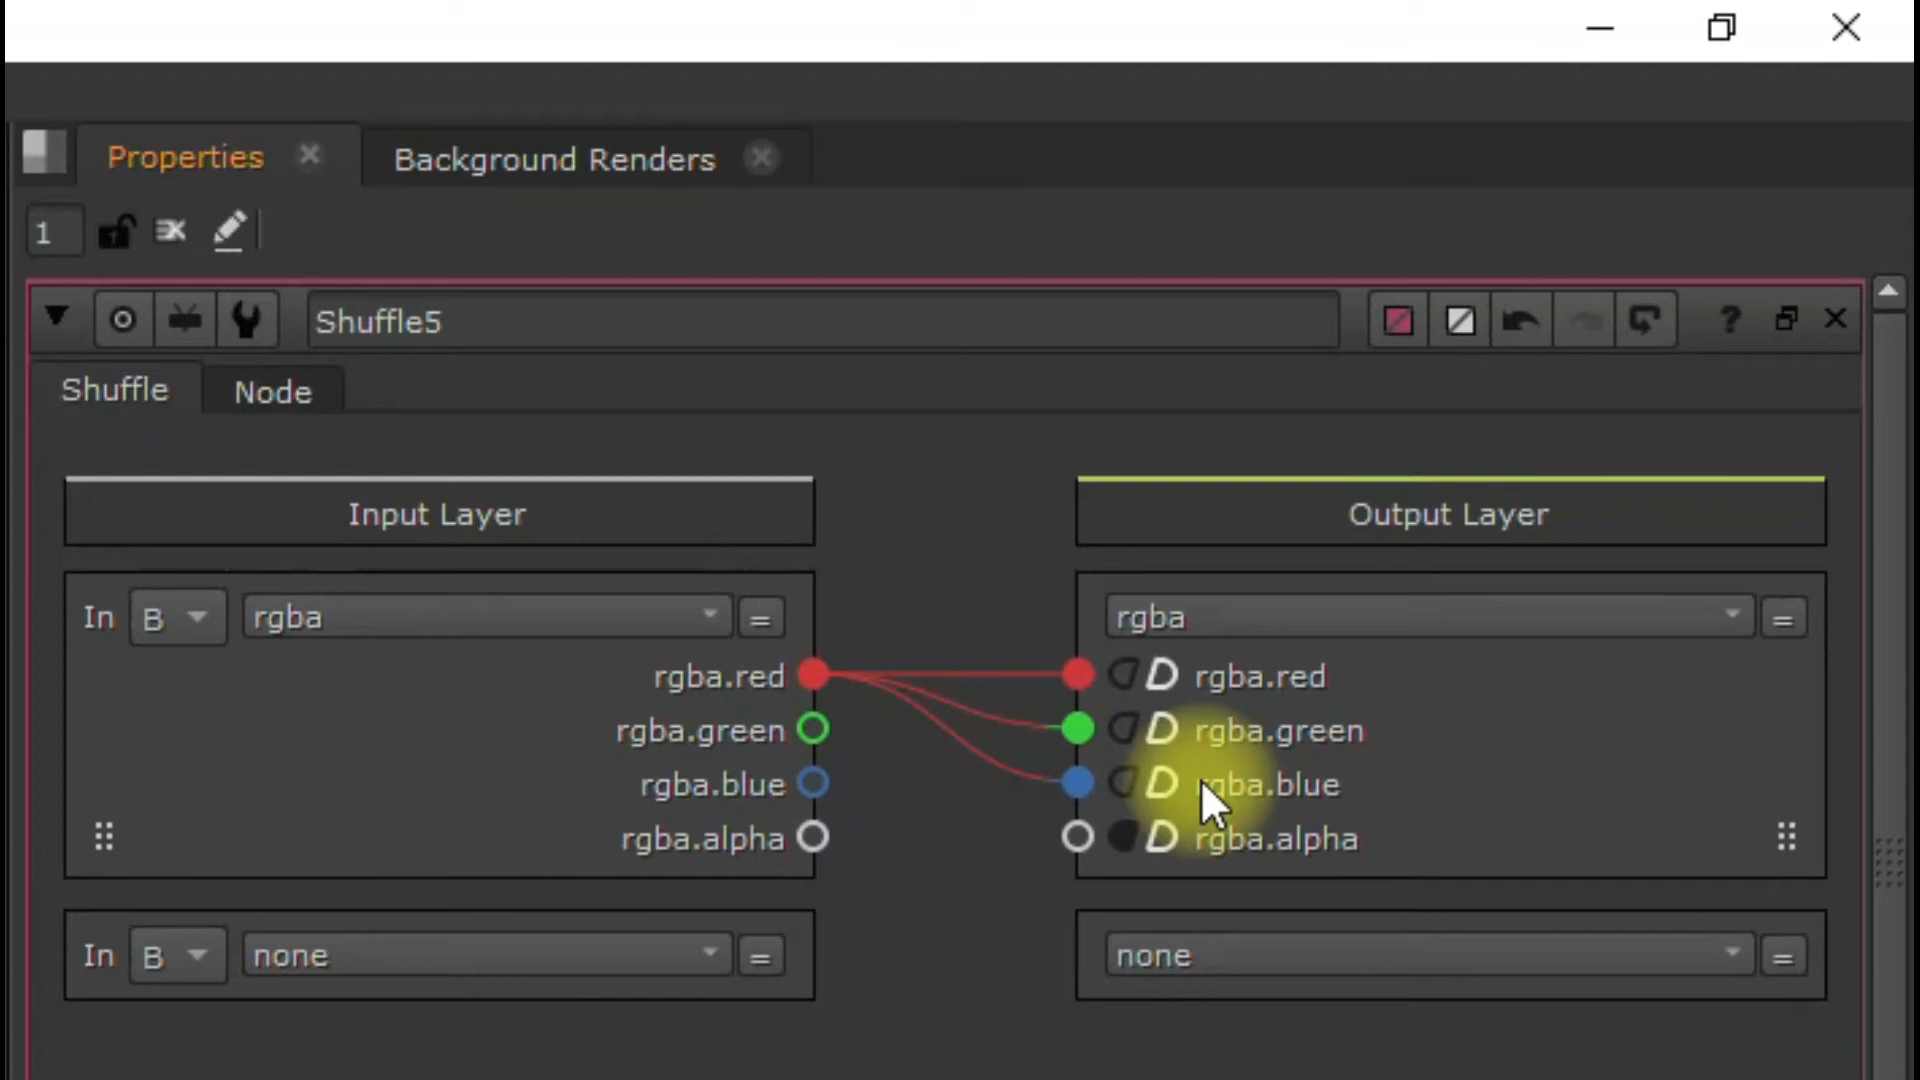 Properties
Background Renders
1
Shuffle5
?
Shuffle
Node
Input Layer
Output Layer
In B rgba =
rgba =
rgba.red
rgba.red
rgba.green
rgba.green
rgba.blue
rgba.blue
rgba.alpha
rgba.alpha
In B none =
none =